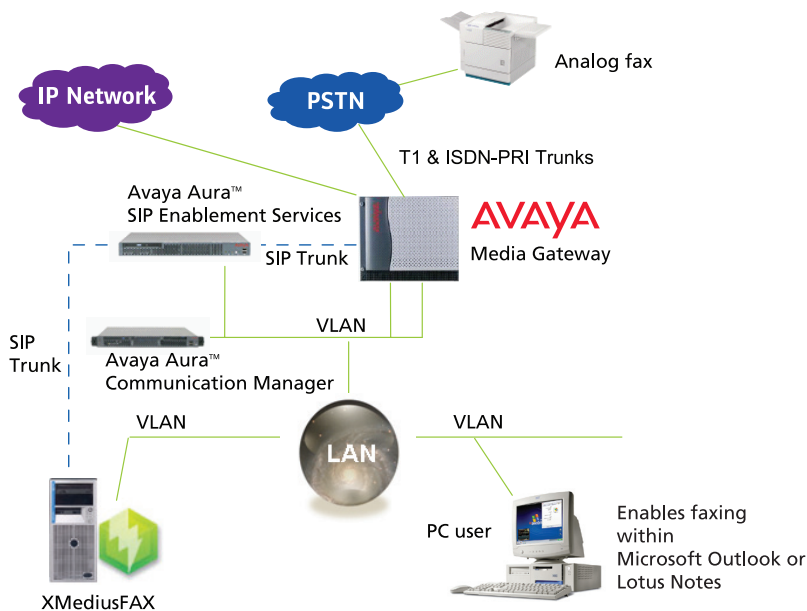 Analog fax
IP Network
PSTN
T1 & ISDN-PRI Trunks
Avaya Aura™
SIP Enablement Services
AVAYA
SIP Trunk
Media Gateway
VLAN
SIP
Trunk
Avaya Aura™
Communication Manager
VLAN
VLAN
LAN
PC user
Enables faxing
within
Microsoft Outlook or
Lotus Notes
XMediusFAX